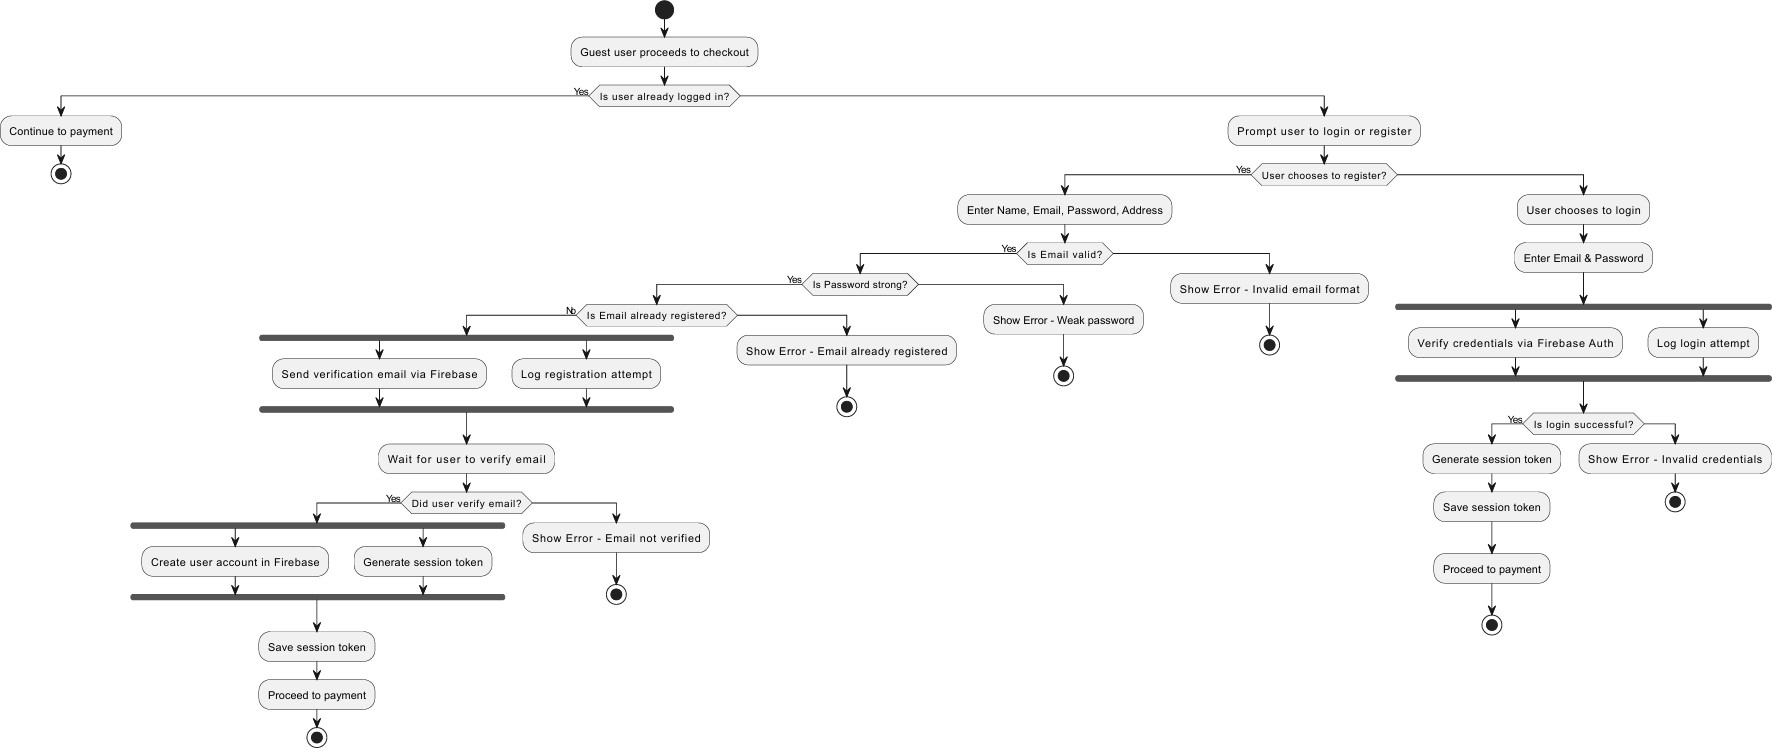 Guest user proceeds to checkout
Yes
Is user already logged in?
Continue to payment
Prompt user to login or register
Yes
User chooses to register?
Enter Name, Email, Password, Address
User chooses to login
Yes
Is Email valid?
Enter Email & Password
Yes
Is Password strong?
Show Error - Invalid email format
No
Is Email already registered?
Show Error - Weak password
Verify credentials via Firebase Auth
Log login attempt
Show Error - Email already registered
Send verification email via Firebase
Log registration attempt
Yes
Is login successful?
Wait for user to verify email
Generate session token
Show Error - Invalid credentials
Yes
Did user verify email?
Save session token
Show Error - Email not verified
Create user account in Firebase
Generate session token
Proceed to payment
Save session token
Proceed to payment